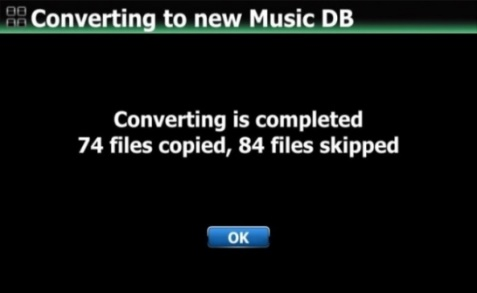 Converting to new Music DB
Converting is completed
74 files copied, 84 files skipped
OK